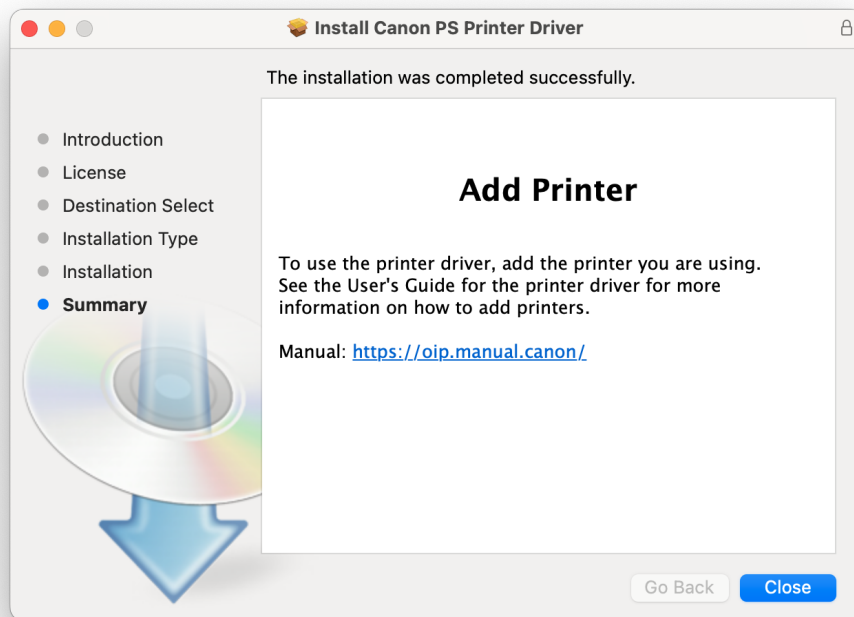 Install Canon PS Printer Driver
The installation was completed successfully.
Introduction
License
Destination Select
Installation Type
Installation
Summary
Add Printer
To use the printer driver, add the printer you are using.
See the User's Guide for the printer driver for more
information on how to add printers.
Manual: https://oip.manual.canon/
Go Back
Close